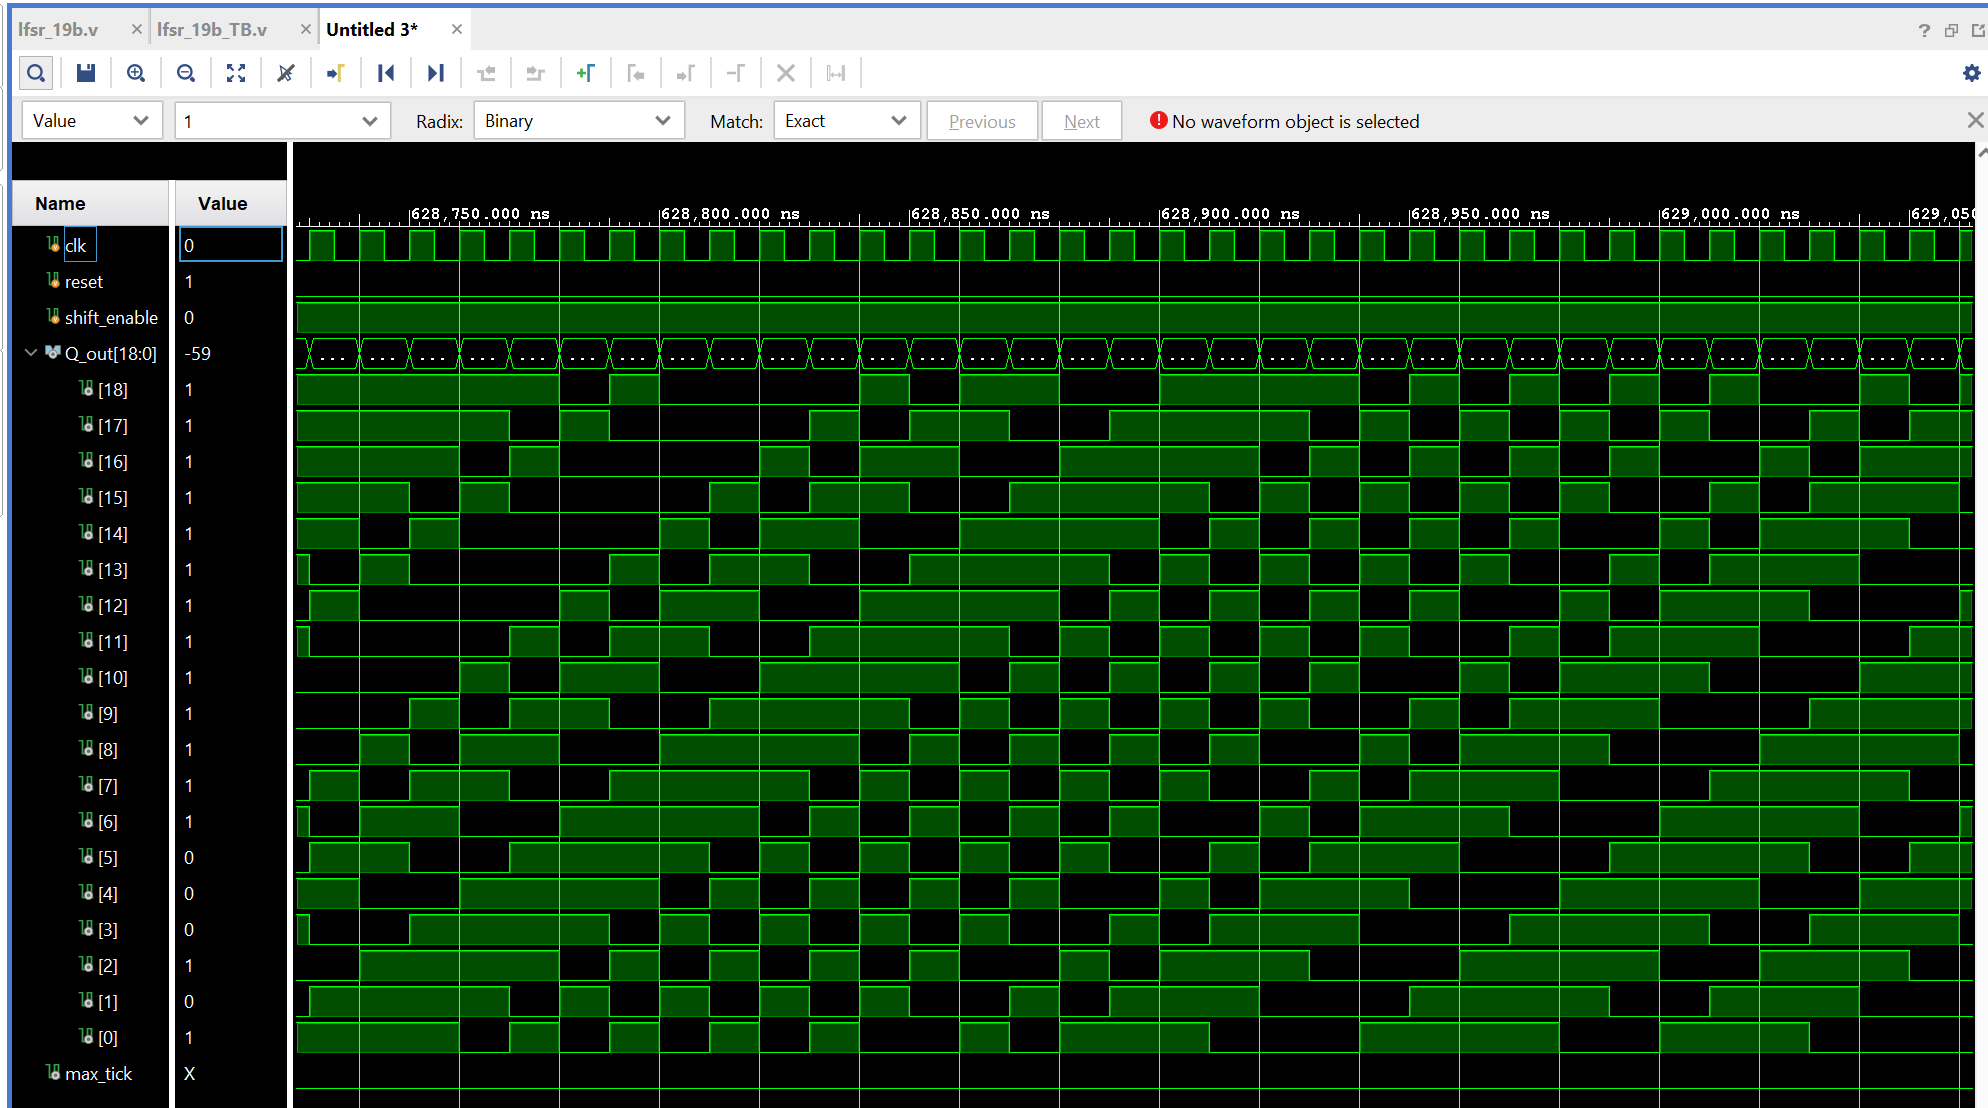 lfsr_19b.v × lfsr_19b_TB.v × Untitled 3* × ?
Value 1 Radix: Binary Match: Exact Previous Next No waveform object is selected
Name Value
628,750.000 ns 628,800.000 ns 628,850.000 ns 628,900.000 ns 628,950.000 ns 629,000.000 ns 629,050
clk 0
reset 1
shift_enable 0
Q_out[18:0] -59 ... ... ... ... ... ... ... ... ... ... ... ... ... ... ... ... ... ... ... ... ... ... ... ... ... ... ... ... ... ... ... ... ...
[18] 1
[17] 1
[16] 1
[15] 1
[14] 1
[13] 1
[12] 1
[11] 1
[10] 1
[9] 1
[8] 1
[7] 1
[6] 1
[5] 0
[4] 0
[3] 0
[2] 1
[1] 0
[0] 1
max_tick X